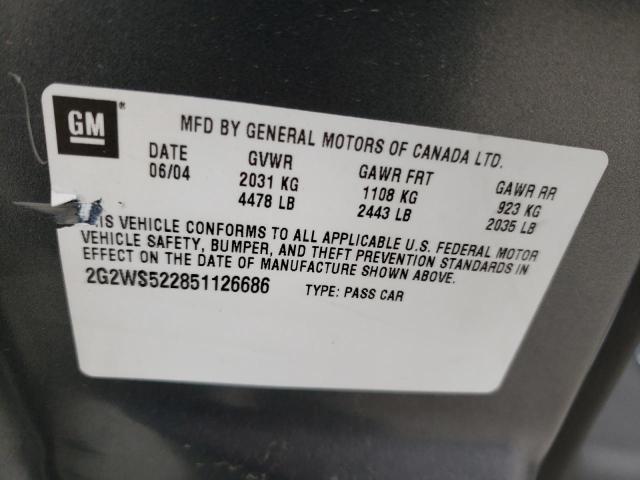 GM ®
MFD BY GENERAL MOTORS OF CANADA LTD.
DATE GVWR GAWR FRT GAWR RR
06/04 2031 KG 1108 KG 923 KG
4478 LB 2443 LB 2035 LB
VEHICLE CONFORMS TO ALL APPLICABLE U.S. FEDERAL MOTOR
VEHICLE SAFETY, BUMPER, AND THEFT PREVENTION STANDARDS IN
EFFECT ON THE DATE OF MANUFACTURE SHOWN ABOVE.
2G2WS522851126686 TYPE: PASS CAR